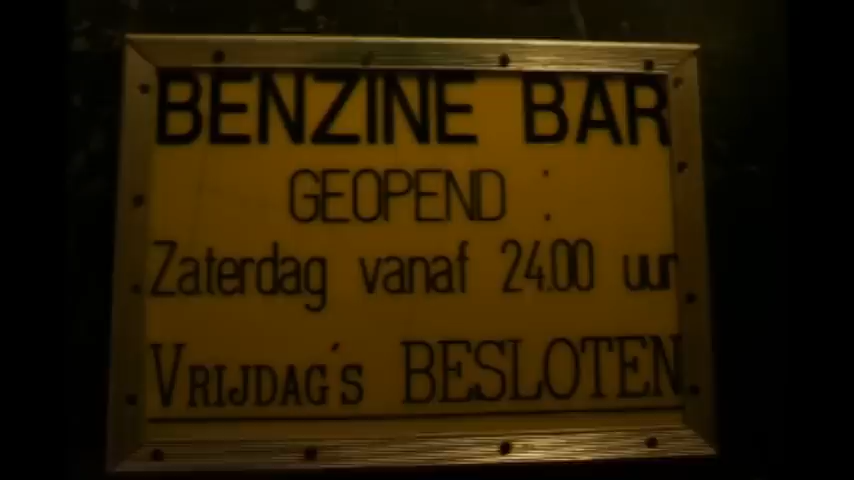 BENZINE BAR
GEOPEND :
Zaterdag vanaf 24.00 uur
VRIJDAG'S BESLOTEN